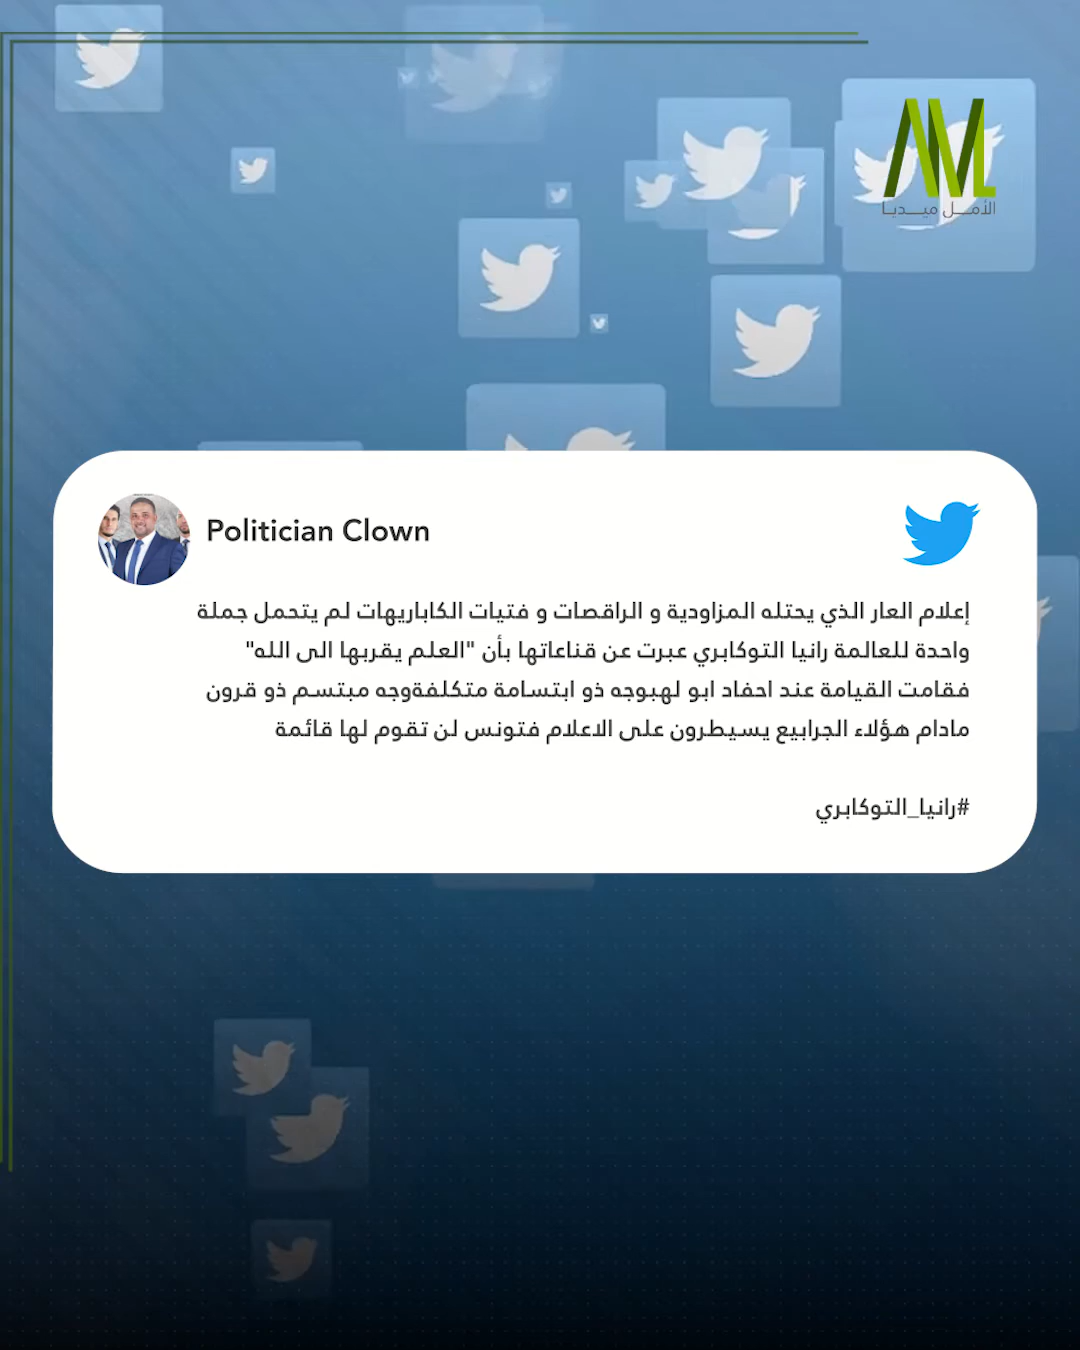 الأمل ميديا
Politician Clown
إعلام العار الذي يحتله المزاودية و الراقصات و فتيات الكاباريهات لم يتحمل جملة
واحدة للعالمة رانيا التوكابري عبرت عن قناعاتها بأن "العلم يقربها الى الله"
فقامت القيامة عند احفاد ابو لهبوجه ذو ابتسامة متكلفةوجه مبتسم ذو قرون
مادام هؤلاء الجرابيع يسيطرون على الاعلام فتونس لن تقوم لها قائمة
#رانيا_التوكابري